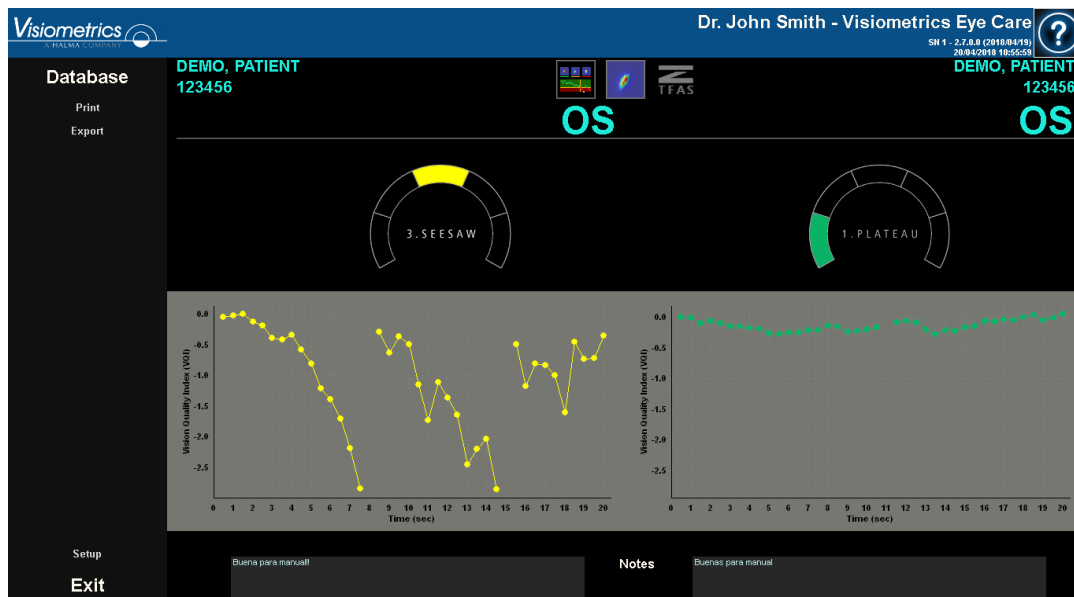 Visiometrics
A HALMA COMPANY
Dr. John Smith - Visiometrics Eye Care
SN 1 - 2.7.0.0 (2018/04/19)
20/04/2018 10:55:59
?
Database
Print
Export
DEMO, PATIENT
123456
TFAS
DEMO, PATIENT
123456
OS
OS
3.SEESAW
1.PLATEAU
Vision Quality Index (VQI)
0.0
-0.5
-1.0
-1.5
-2.0
-2.5
0 1 2 3 4 5 6 7 8 9 10 11 12 13 14 15 16 17 18 19 20
Time (sec)
Vision Quality Index (VQI)
0.0
-0.5
-1.0
-1.5
-2.0
-2.5
0 1 2 3 4 5 6 7 8 9 10 11 12 13 14 15 16 17 18 19 20
Time (sec)
Setup
Exit
Buena para manual!!
Notes
Buenas para manual